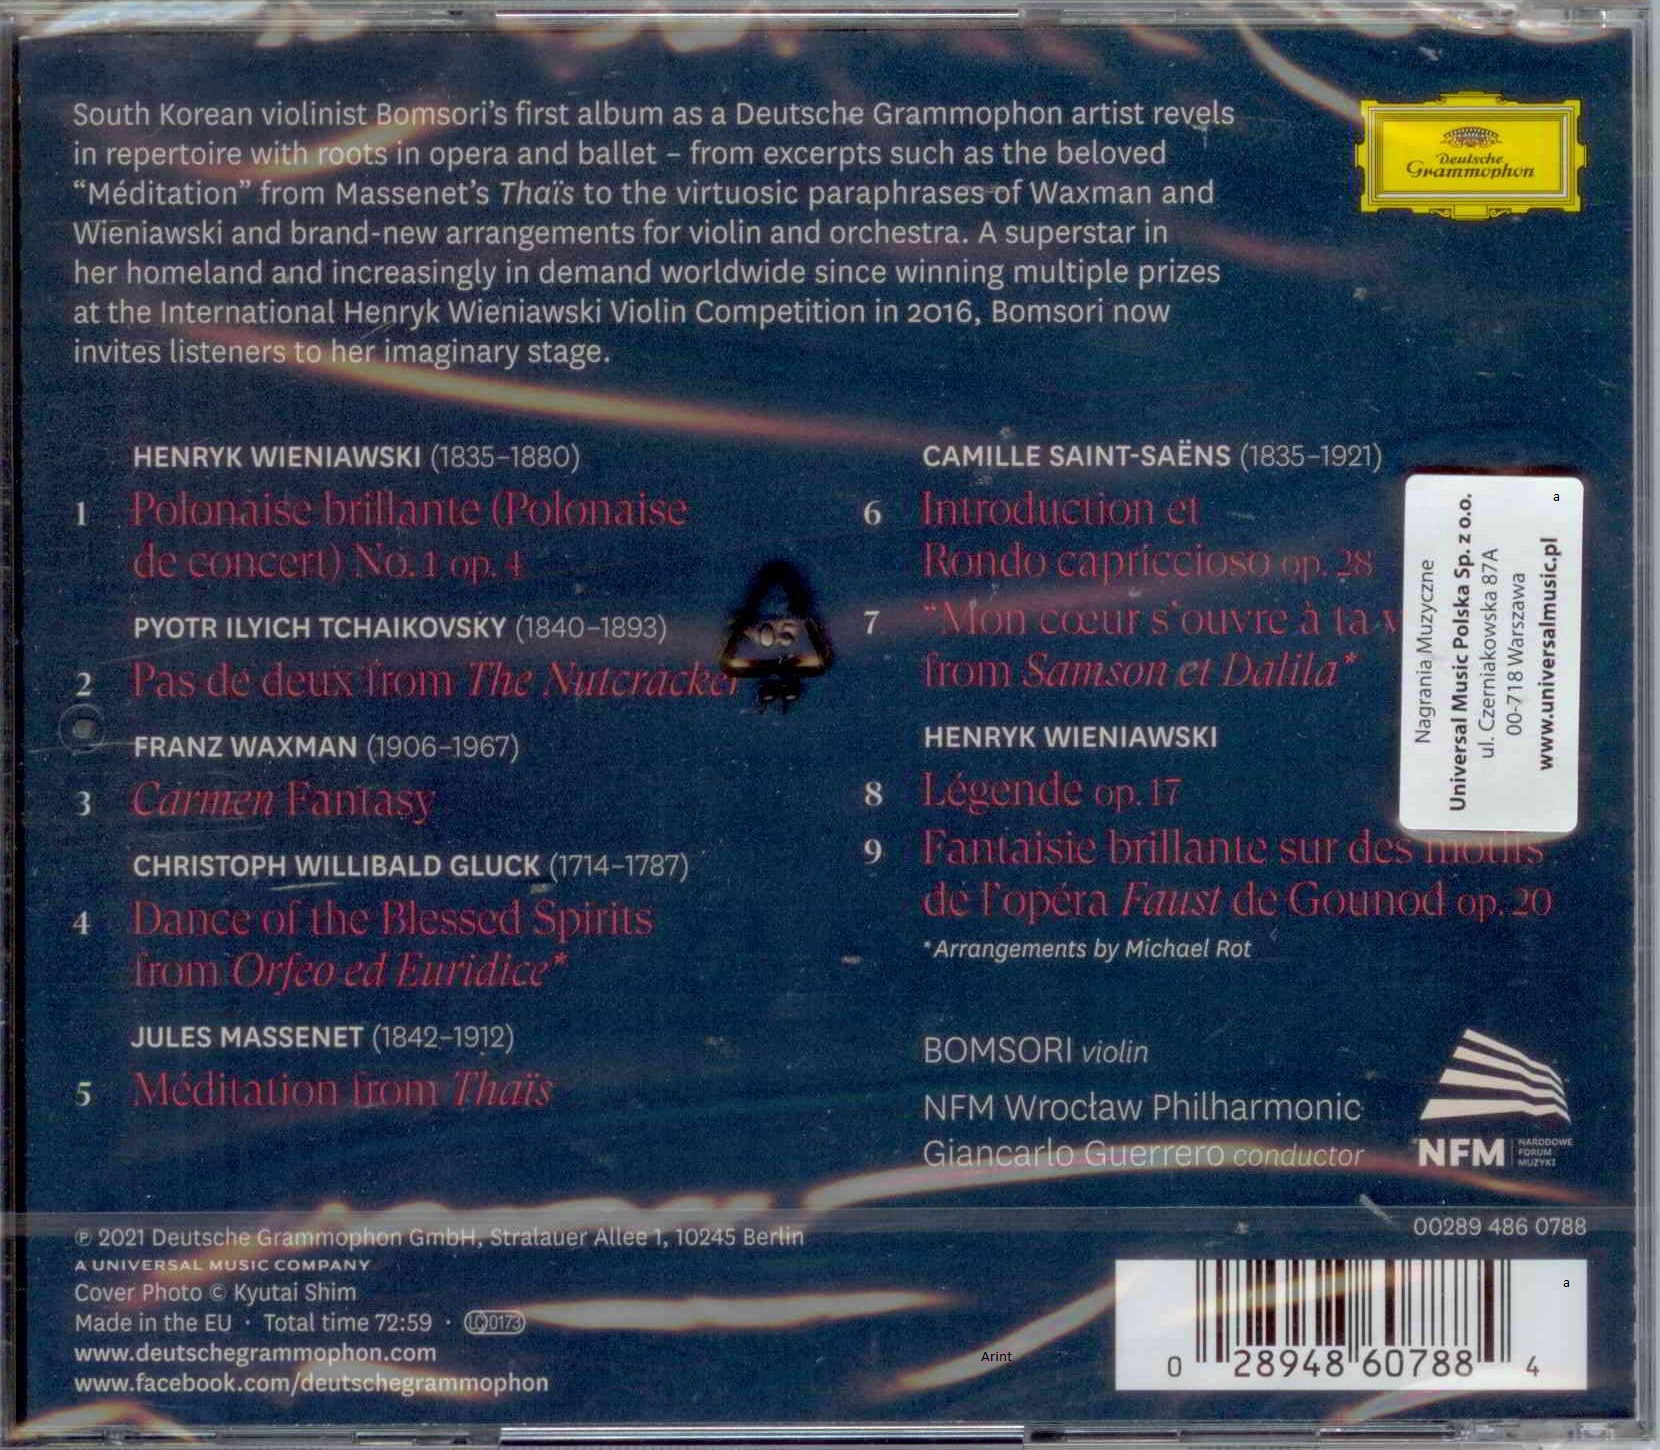 South Korean violinist Bomsori's first album as a Deutsche Grammophon artist revels
in repertoire with roots in opera and ballet – from excerpts such as the beloved
“Méditation” from Massenet's Thaïs to the virtuosic paraphrases of Waxman and
Wieniawski and brand-new arrangements for violin and orchestra. A superstar in
her homeland and increasingly in demand worldwide since winning multiple prizes
at the International Henryk Wieniawski Violin Competition in 2016, Bomsori now
invites listeners to her imaginary stage.
Deutsche
Grammophon
HENRYK WIENIAWSKI (1835–1880)
1 Polonaise brillante (Polonaise
de concert) No. 1 op. 4
PYOTR ILYICH TCHAIKOVSKY (1840–1893)
2 Pas de deux from The Nutcracker
FRANZ WAXMAN (1906–1967)
3 Carmen Fantasy
CHRISTOPH WILLIBALD GLUCK (1714–1787)
4 Dance of the Blessed Spirits
from Orfeo ed Euridice*
JULES MASSENET (1842–1912)
5 Méditation from Thaïs
05
CAMILLE SAINT-SAËNS (1835–1921)
6 Introduction et
Rondo capriccioso op. 28
7 “Mon cœur s'ouvre à ta
from Samson et Dalila*
HENRYK WIENIAWSKI
8 Légende op. 17
9 Fantaisie brillante sur des motifs
de l'opéra Faust de Gounod op. 20
*Arrangements by Michael Rot
a
Nagrania Muzyczne
Universal Music Polska Sp. z o.o.
ul. Czerniakowska 87A
00-718 Warszawa
www.universalmusic.pl
BOMSORI violin
NFM Wrocław Philharmonic
Giancarlo Guerrero conductor
NFM
NARODOWE
FORUM
MUZYKI
℗ 2021 Deutsche Grammophon GmbH, Stralauer Allee 1, 10245 Berlin
A UNIVERSAL MUSIC COMPANY
Cover Photo © Kyutai Shim
Made in the EU · Total time 72:59 · LC 0173
www.deutschegrammophon.com
www.facebook.com/deutschegrammophon
Arint
00289 486 0788
a
0 28948 60788 4